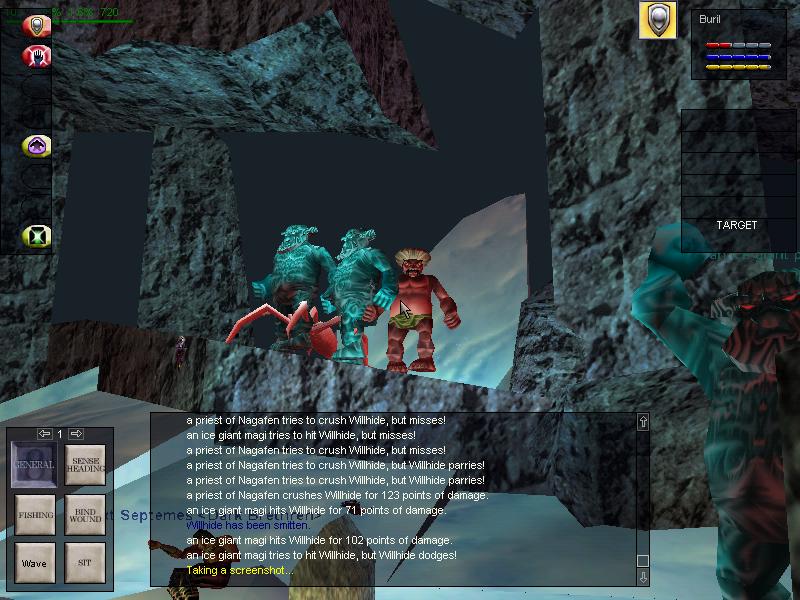 720
Buril
TARGET
a priest of Nagafen tries to crush Willhide, but misses!
an ice giant magi tries to hit Willhide, but misses!
a priest of Nagafen tries to crush Willhide, but misses!
a priest of Nagafen tries to crush Willhide, but Willhide parries!
a priest of Nagafen tries to crush Willhide, but Willhide parries!
a priest of Nagafen crushes Willhide for 123 points of damage.
an ice giant magi hits Willhide for 71 points of damage.
Willhide has been smitten.
an ice giant magi hits Willhide for 102 points of damage.
an ice giant magi tries to hit Willhide, but Willhide dodges!
Taking a screenshot...
1
GENERAL
SENSE HEADING
FISHING
BIND WOUND
Septemes <Dark Brethren>
Wave
SIT